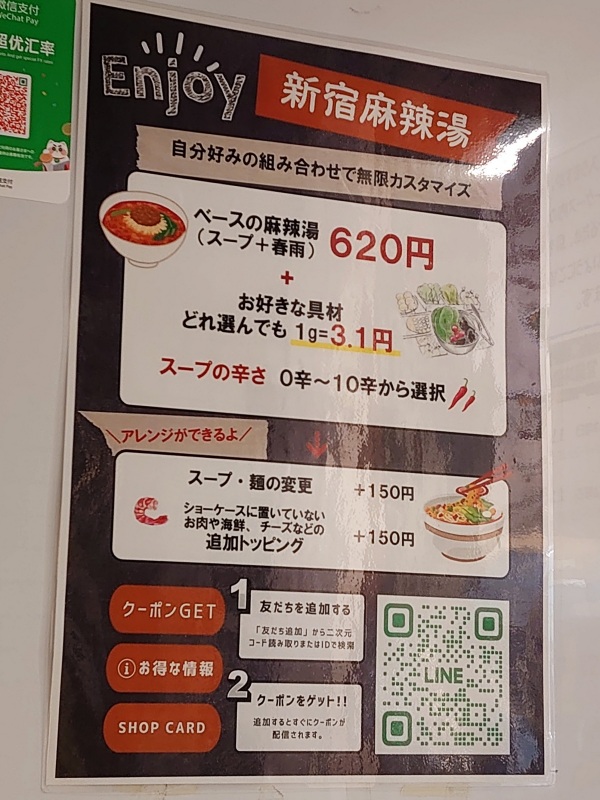 微信支付
WeChat Pay
超优汇率
Enjoy
新宿麻辣湯
自分好みの組み合わせで無限カスタマイズ
ベースの麻辣湯
（スープ＋春雨）
620円
+
お好きな具材
どれ選んでも 1g=3.1円
スープの辛さ 0辛～10辛から選択
\アレンジができるよ/
スープ・麺の変更 +150円
ショーケースに置いていない
お肉や海鮮、チーズなどの
追加トッピング +150円
クーポンGET
お得な情報
SHOP CARD
1 友だちを追加する
「友だち追加」から二次元
コード読み取りまたはIDで検索
2 クーポンをゲット!!
追加するとすぐにクーポンが
配信されます。
LINE